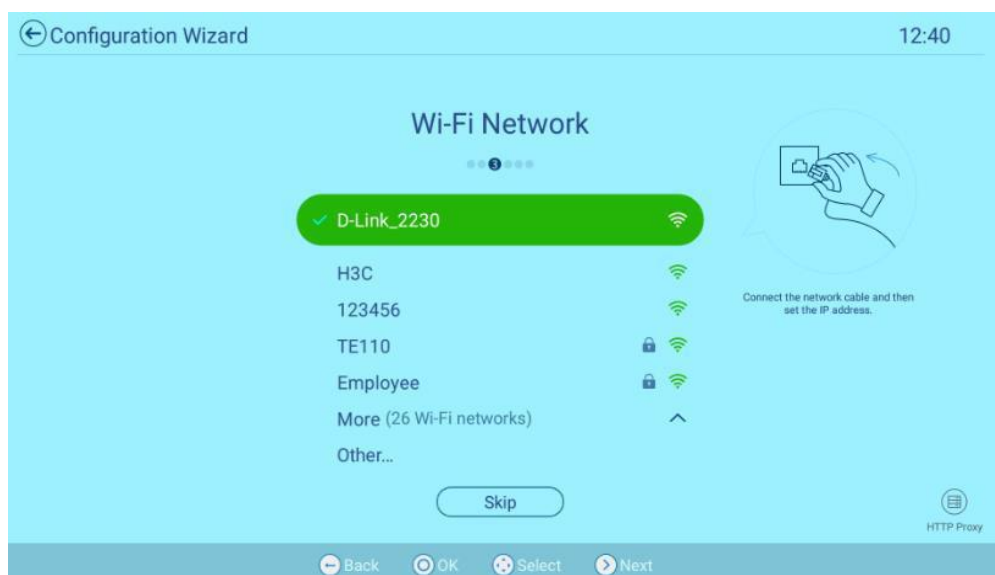 Configuration Wizard
12:40
Wi-Fi Network
3
D-Link_2230
H3C
123456
TE110
Employee
More (26 Wi-Fi networks)
Other...
Connect the network cable and then
set the IP address.
Skip
HTTP Proxy
Back OK Select Next